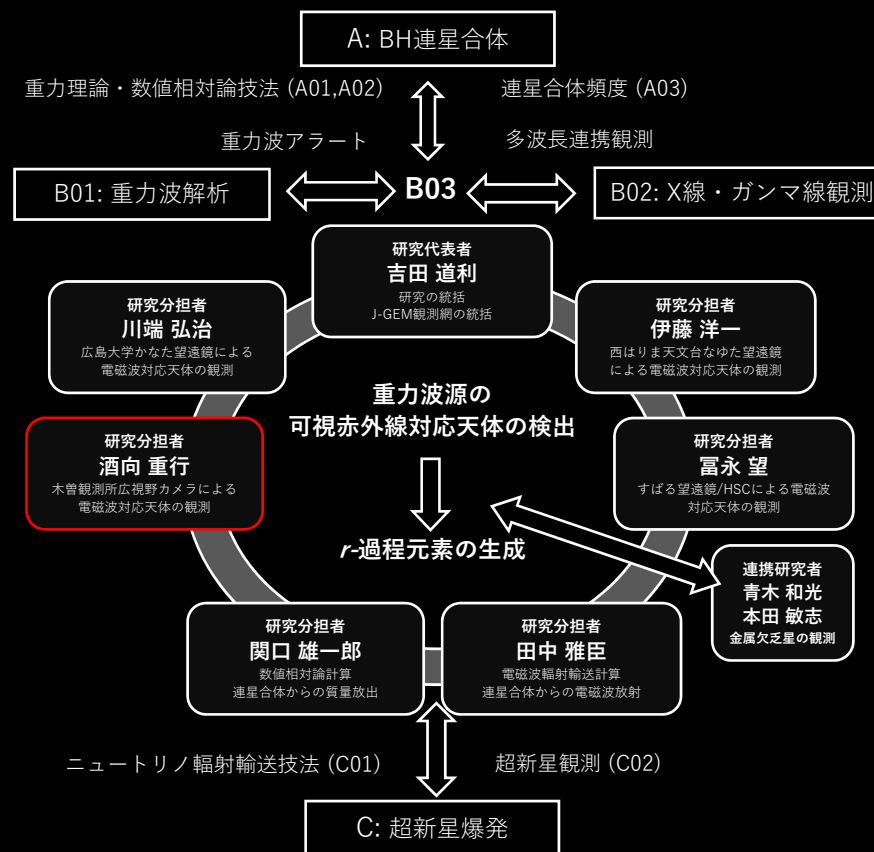 A: BH連星合体
重力理論・数値相対論技法 (A01,A02)
連星合体頻度 (A03)
重力波アラート
多波長連携観測
B01: 重力波解析
B03
B02: X線・ガンマ線観測
研究代表者
吉田 道利
研究の統括
J-GEM観測網の統括
研究分担者
川端 弘治
広島大学かなた望遠鏡による
電磁波対応天体の観測
研究分担者
伊藤 洋一
西はりま天文台なゆた望遠鏡
による電磁波対応天体の観測
重力波源の
可視赤外線対応天体の検出
研究分担者
酒向 重行
木曽観測所広視野カメラによる
電磁波対応天体の観測
研究分担者
冨永 望
すばる望遠鏡/HSCによる電磁波
対応天体の観測
r-過程元素の生成
連携研究者
青木 和光
本田 敏志
金属欠乏星の観測
研究分担者
関口 雄一郎
数値相対論計算
連星合体からの質量放出
研究分担者
田中 雅臣
電磁波輻射輸送計算
連星合体からの電磁波放射
ニュートリノ輻射輸送技法 (C01)
超新星観測 (C02)
C: 超新星爆発